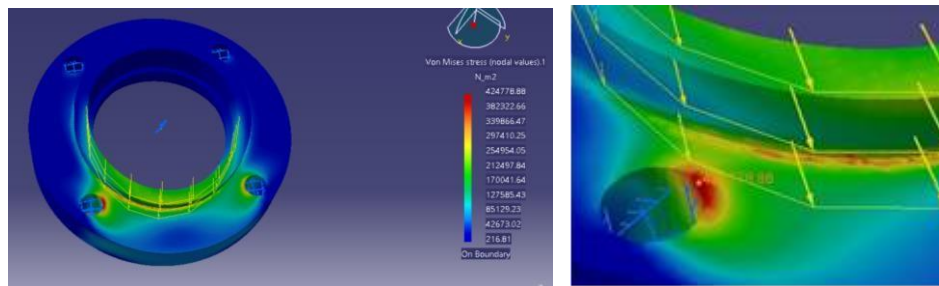 x
y
Von Mises stress (nodal values).1
N_m2
424778.88
382322.66
339866.47
297410.25
254954.05
212497.84
170041.64
127585.43
85129.23
42673.02
216.81
On Boundary